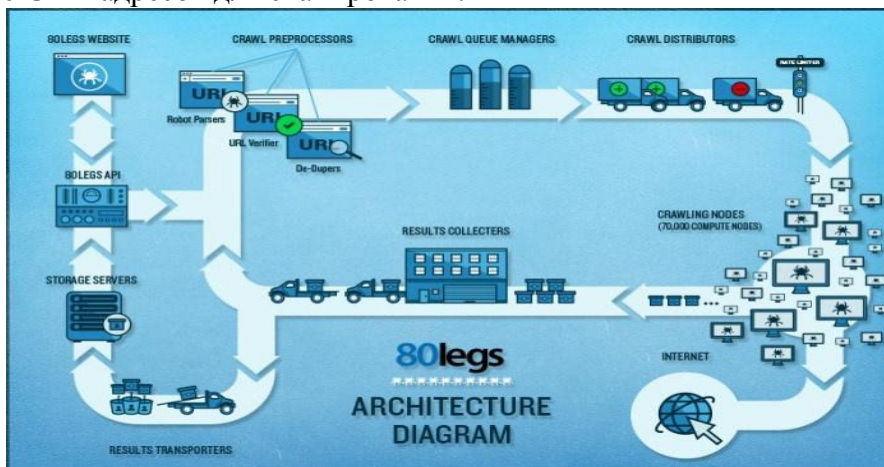 80LEGS WEBSITE
CRAWL PREPROCESSORS
CRAWL QUEUE MANAGERS
CRAWL DISTRIBUTORS
RATE LIMITER
URL
Robot Parsers
URL
URL Verifier
URL
De-Dupers
80LEGS API
CRAWLING NODES
(70,000 COMPUTE NODES)
RESULTS COLLECTERS
STORAGE SERVERS
INTERNET
80legs
ARCHITECTURE
DIAGRAM
RESULTS TRANSPORTERS